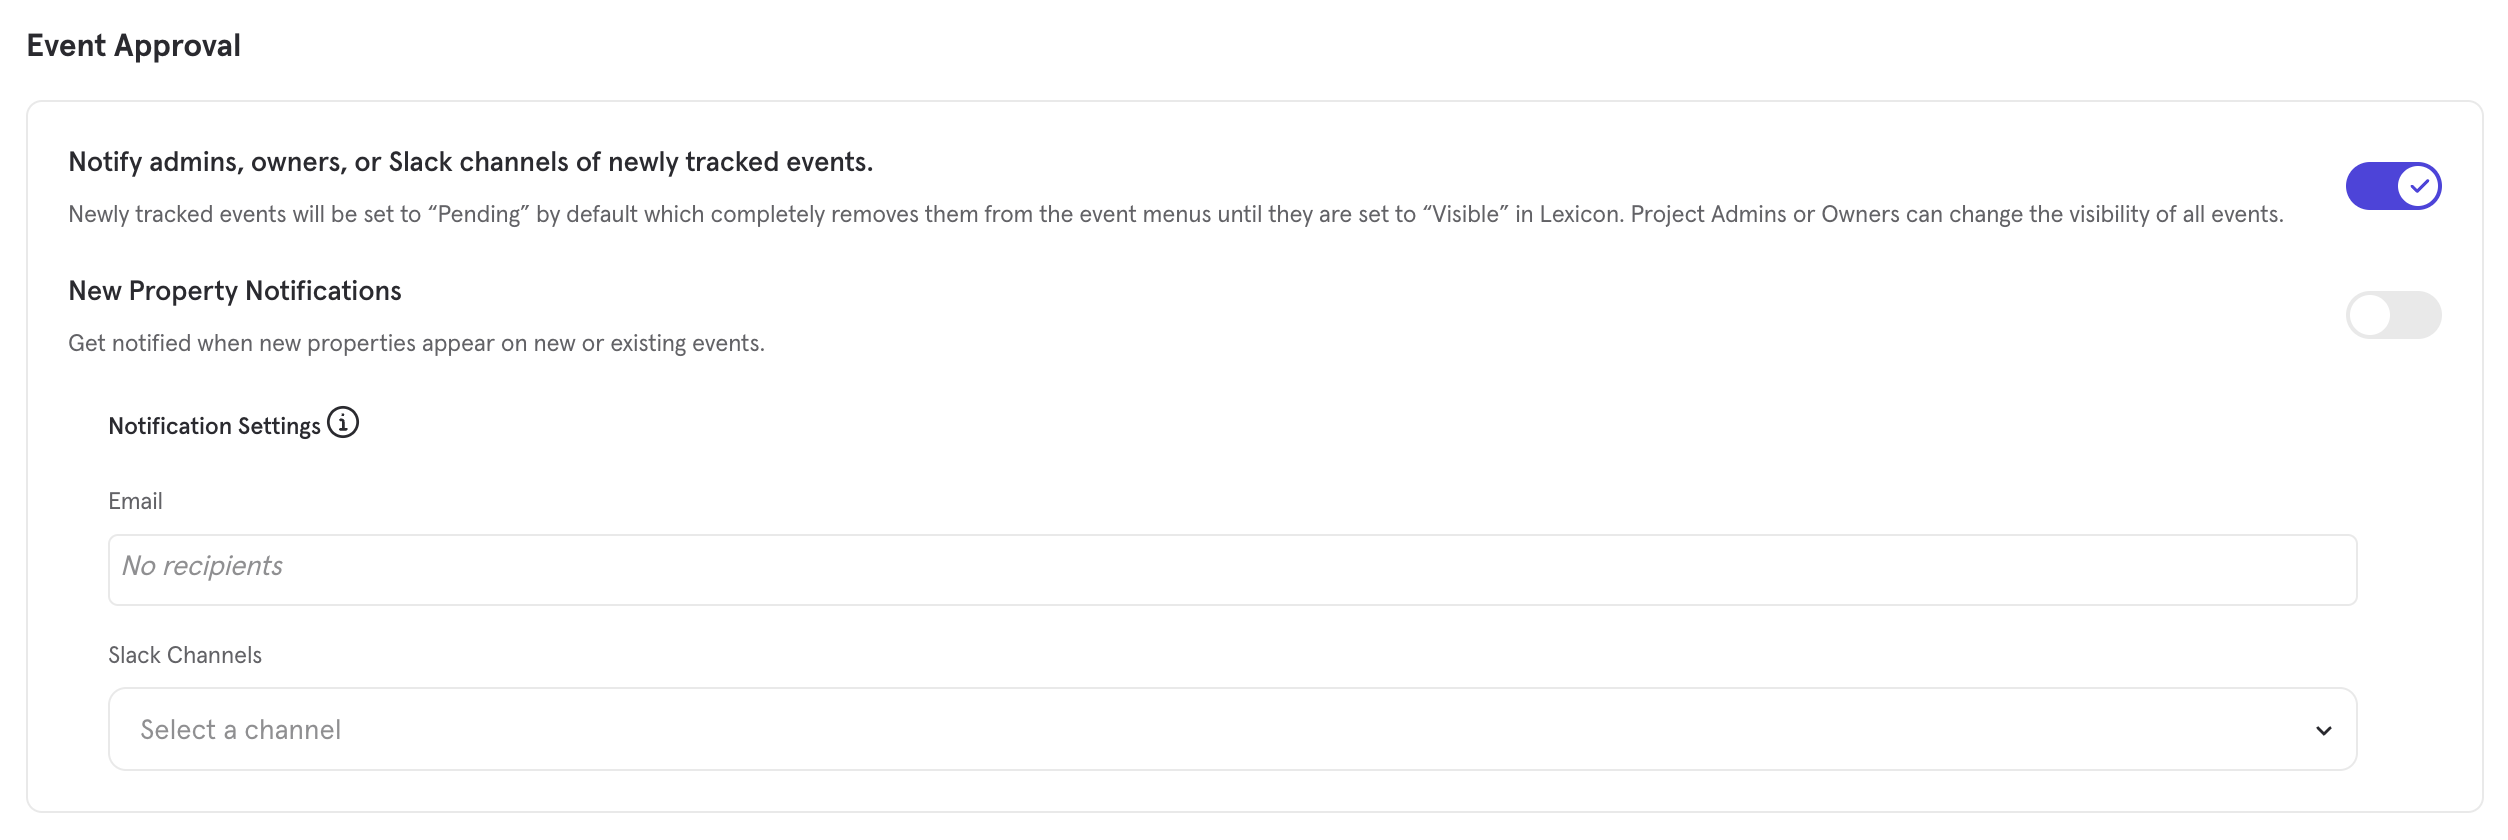 Event Approval
Notify admins, owners, or Slack channels of newly tracked events.
Newly tracked events will be set to “Pending” by default which completely removes them from the event menus until they are set to “Visible” in Lexicon. Project Admins or Owners can change the visibility of all events.
New Property Notifications
Get notified when new properties appear on new or existing events.
Notification Settings
Email
No recipients
Slack Channels
Select a channel